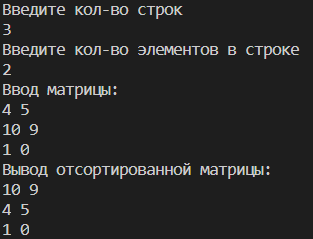 Введите кол-во строк
3
Введите кол-во элементов в строке
2
Ввод матрицы:
4 5
10 9
1 0
Вывод отсортированной матрицы:
10 9
4 5
1 0